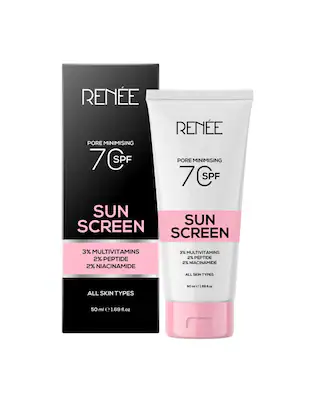 RENÉE
PORE MINIMISING
70 SPF
SUN
SCREEN
3% MULTIVITAMINS
2% PEPTIDE
2% NIACINAMIDE
ALL SKIN TYPES
50 ml e 1.69 fl oz
RENÉE
PORE MINIMISING
70 SPF
SUN
SCREEN
3% MULTIVITAMINS
2% PEPTIDE
2% NIACINAMIDE
ALL SKIN TYPES
50 ml e 1.69 fl oz